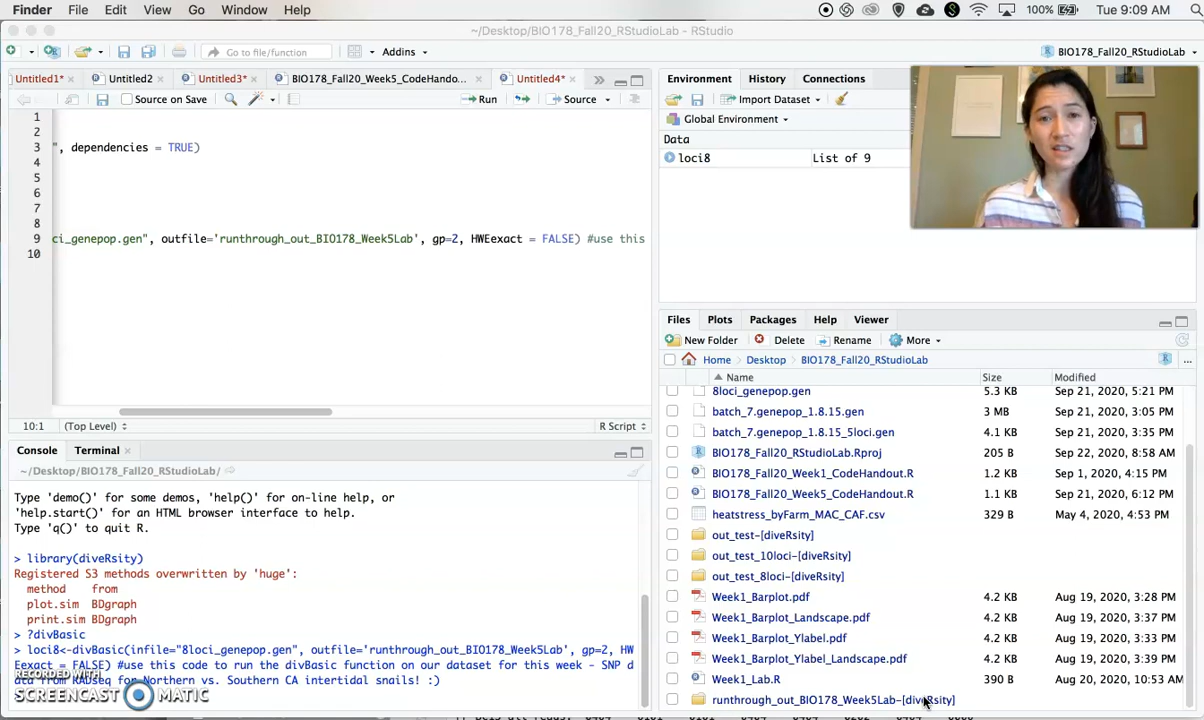 Finder File Edit View Go Window Help 100% Tue 9:09 AM
~/Desktop/BIO178_Fall20_RStudioLab - RStudio
Go to file/function Addins BIO178_Fall20_RStudioLab
Untitled1* Untitled2 Untitled3* BIO178_Fall20_Week5_CodeHando... Untitled4*
Source on Save Run Source
1
2
3 ", dependencies = TRUE)
4
5
6
7
8
9 ci_genepop.gen", outfile='runthrough_out_BIO178_Week5Lab', gp=2, HWEexact = FALSE) #use this
10
10:1 (Top Level) R Script
Console Terminal
~/Desktop/BIO178_Fall20_RStudioLab/
Type 'demo()' for some demos, 'help()' for on-line help, or
'help.start()' for an HTML browser interface to help.
Type 'q()' to quit R.
> library(diveRsity)
Registered S3 methods overwritten by 'huge':
method from
plot.sim BDgraph
print.sim BDgraph
> ?divBasic
> loci8<-divBasic(infile="8loci_genepop.gen", outfile='runthrough_out_BIO178_Week5Lab', gp=2, HW
Eexact = FALSE) #use this code to run the divBasic function on our dataset for this week - SNP d
ata from RADseq for Northern vs. Southern CA intertidal snails! :)
>
RECORDED WITH
SCREENCAST MATIC
Environment History Connections
Import Dataset
Global Environment
Data
loci8 List of 9
Files Plots Packages Help Viewer
New Folder Delete Rename More
Home Desktop BIO178_Fall20_RStudioLab ...
Name Size Modified
8loci_genepop.gen 5.3 KB Sep 21, 2020, 5:21 PM
batch_7.genepop_1.8.15.gen 3 MB Sep 21, 2020, 3:05 PM
batch_7.genepop_1.8.15_5loci.gen 4.1 KB Sep 21, 2020, 3:35 PM
BIO178_Fall20_RStudioLab.Rproj 205 B Sep 22, 2020, 8:58 AM
BIO178_Fall20_Week1_CodeHandout.R 1.2 KB Sep 1, 2020, 4:15 PM
BIO178_Fall20_Week5_CodeHandout.R 1.1 KB Sep 21, 2020, 6:12 PM
heatstress_byFarm_MAC_CAF.csv 329 B May 4, 2020, 4:53 PM
out_test-[diveRsity]
out_test_10loci-[diveRsity]
out_test_8loci-[diveRsity]
Week1_Barplot.pdf 4.2 KB Aug 19, 2020, 3:28 PM
Week1_Barplot_Landscape.pdf 4.2 KB Aug 19, 2020, 3:37 PM
Week1_Barplot_Ylabel.pdf 4.2 KB Aug 19, 2020, 3:33 PM
Week1_Barplot_Ylabel_Landscape.pdf 4.2 KB Aug 19, 2020, 3:39 PM
Week1_Lab.R 390 B Aug 20, 2020, 10:53 AM
runthrough_out_BIO178_Week5Lab-[diveRsity]